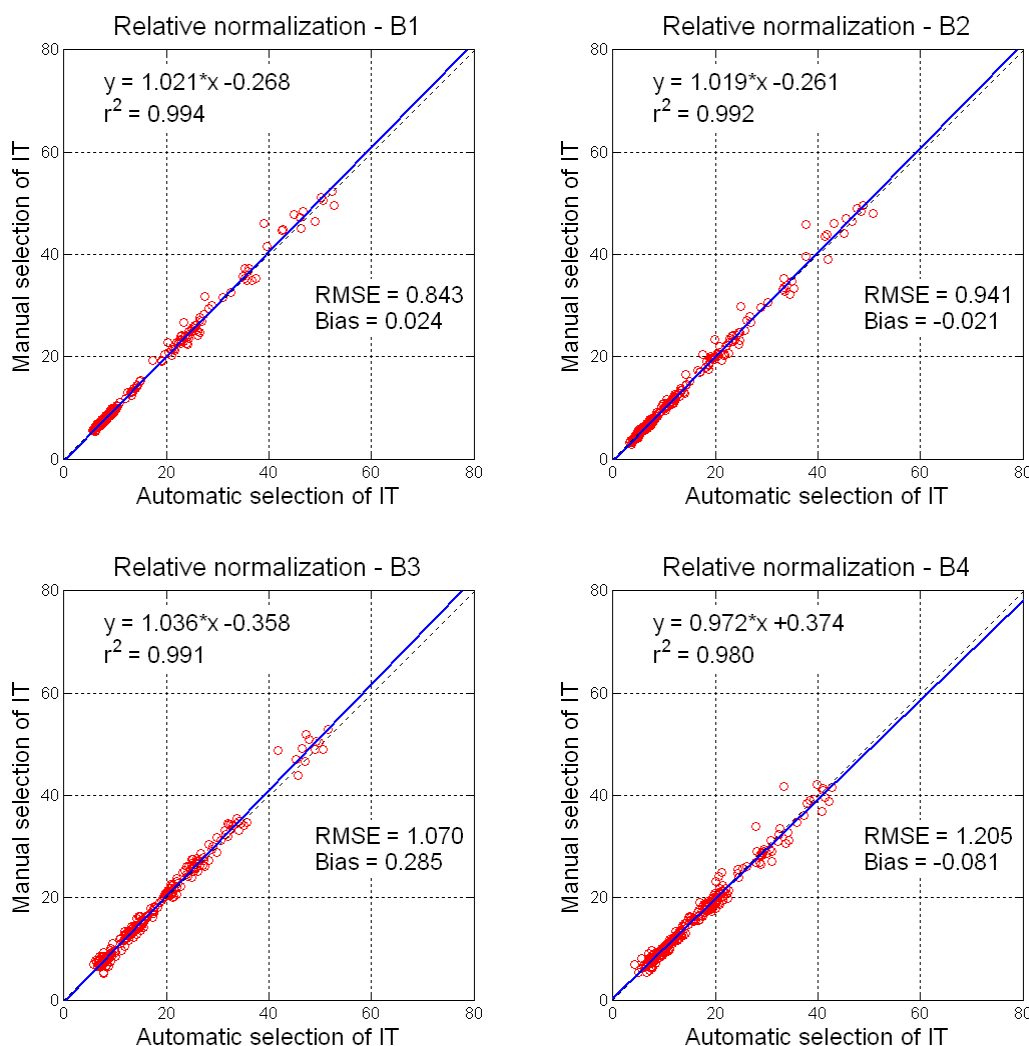 Relative normalization - B1
y = 1.021*x -0.268
r² = 0.994
RMSE = 0.843
Bias = 0.024
Manual selection of IT
80
60
40
20
0
0 20 40 60 80
Automatic selection of IT
Relative normalization - B2
y = 1.019*x -0.261
r² = 0.992
RMSE = 0.941
Bias = -0.021
Manual selection of IT
80
60
40
20
0
0 20 40 60 80
Automatic selection of IT
Relative normalization - B3
y = 1.036*x -0.358
r² = 0.991
RMSE = 1.070
Bias = 0.285
Manual selection of IT
80
60
40
20
0
0 20 40 60 80
Automatic selection of IT
Relative normalization - B4
y = 0.972*x +0.374
r² = 0.980
RMSE = 1.205
Bias = -0.081
Manual selection of IT
80
60
40
20
0
0 20 40 60 80
Automatic selection of IT